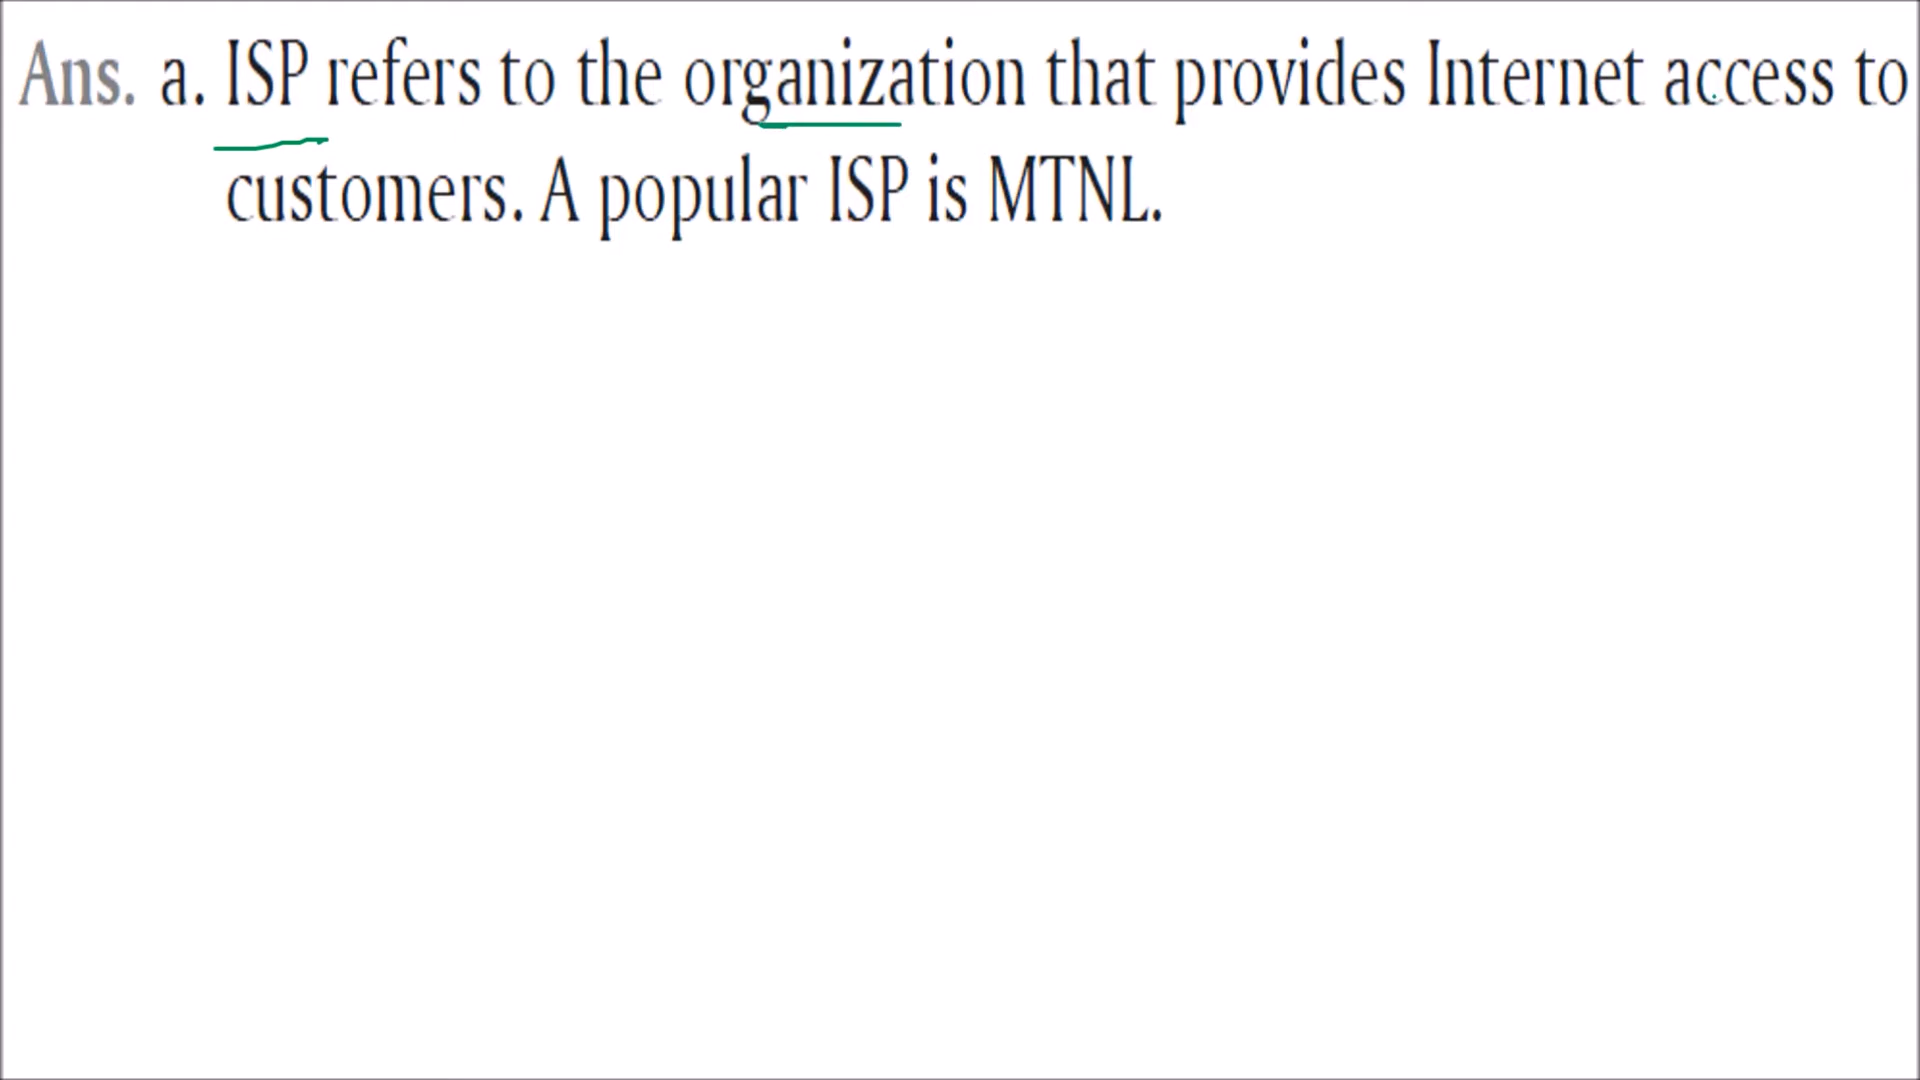 Ans. a. ISP refers to the organization that provides Internet access to
customers. A popular ISP is MTNL.